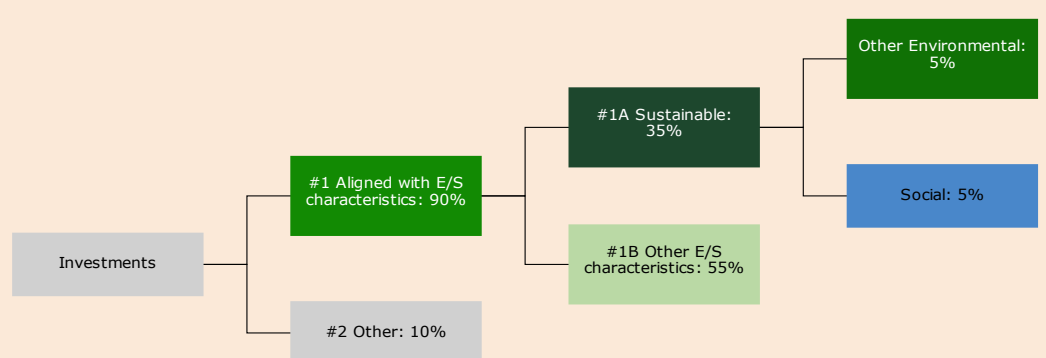 Other Environmental:
5%
#1A Sustainable:
35%
#1 Aligned with E/S
characteristics: 90%
Social: 5%
#1B Other E/S
characteristics: 55%
Investments
#2 Other: 10%